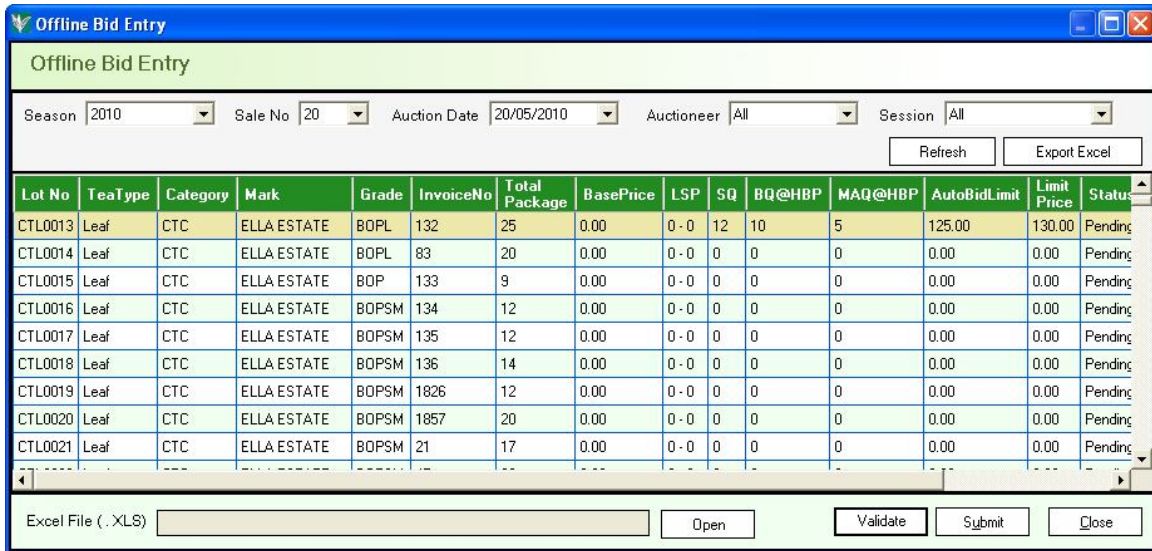 Offline Bid Entry
Offline Bid Entry
Season 2010 Sale No 20 Auction Date 20/05/2010 Auctioneer All Session All
Refresh Export Excel
Lot No TeaType Category Mark Grade InvoiceNo Total Package BasePrice LSP SQ BQ@HBP MAQ@HBP AutoBidLimit Limit Price Status
CTL0013 Leaf CTC ELLA ESTATE BOPL 132 25 0.00 0 - 0 12 10 5 125.00 130.00 Pending
CTL0014 Leaf CTC ELLA ESTATE BOPL 83 20 0.00 0 - 0 0 0 0 0.00 0.00 Pending
CTL0015 Leaf CTC ELLA ESTATE BOP 133 9 0.00 0 - 0 0 0 0 0.00 0.00 Pending
CTL0016 Leaf CTC ELLA ESTATE BOPSM 134 12 0.00 0 - 0 0 0 0 0.00 0.00 Pending
CTL0017 Leaf CTC ELLA ESTATE BOPSM 135 12 0.00 0 - 0 0 0 0 0.00 0.00 Pending
CTL0018 Leaf CTC ELLA ESTATE BOPSM 136 14 0.00 0 - 0 0 0 0 0.00 0.00 Pending
CTL0019 Leaf CTC ELLA ESTATE BOPSM 1826 12 0.00 0 - 0 0 0 0 0.00 0.00 Pending
CTL0020 Leaf CTC ELLA ESTATE BOPSM 1857 20 0.00 0 - 0 0 0 0 0.00 0.00 Pending
CTL0021 Leaf CTC ELLA ESTATE BOPSM 21 17 0.00 0 - 0 0 0 0 0.00 0.00 Pending
Excel File ( . XLS) Open Validate Submit Close